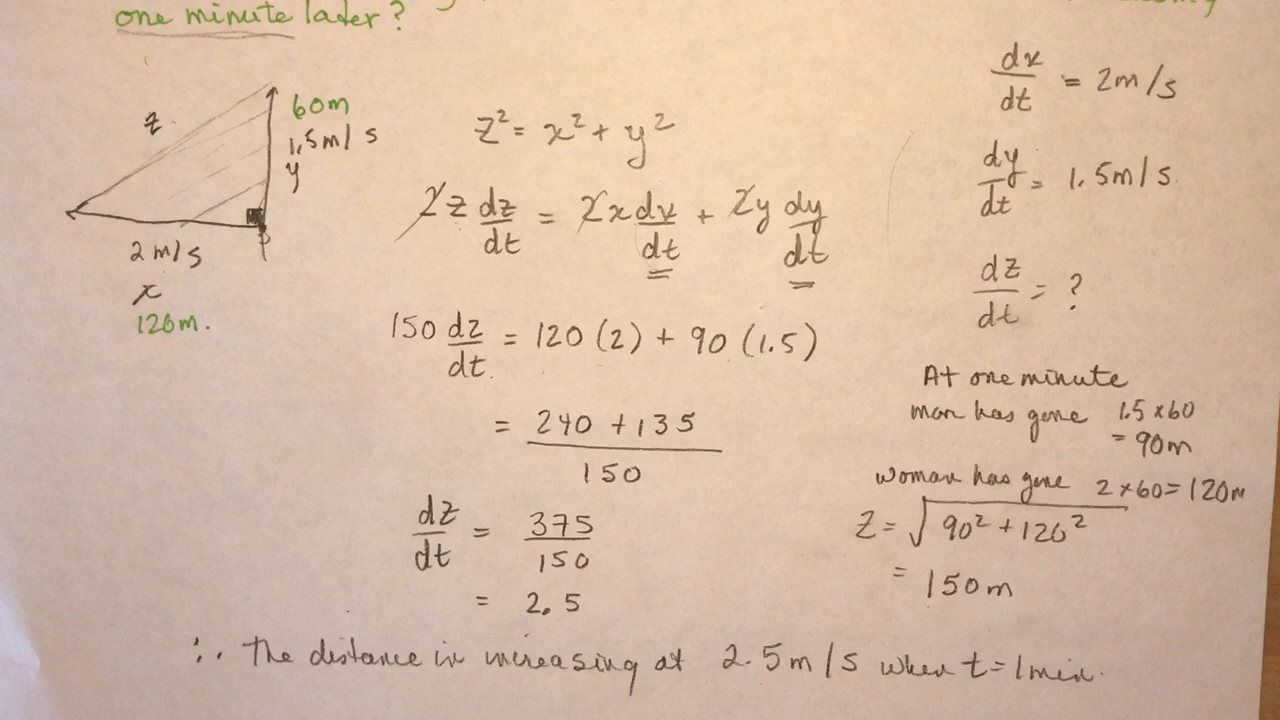 one minute later?
z
60m
1.5m/s
y
2m/s
x
120m.
z² = x² + y²
2z dz/dt = 2x dx/dt + 2y dy/dt
150 dz/dt = 120(2) + 90(1.5)
= 240 + 135 / 150
dz/dt = 375/150
= 2.5
dx/dt = 2m/s
dy/dt = 1.5m/s.
dz/dt = ?
At one minute
man has gone 1.5×60
= 90m
woman has gone 2×60=120m
z = √90² + 120²
= 150m
∴ The distance is increasing at 2.5m/s when t=1min.